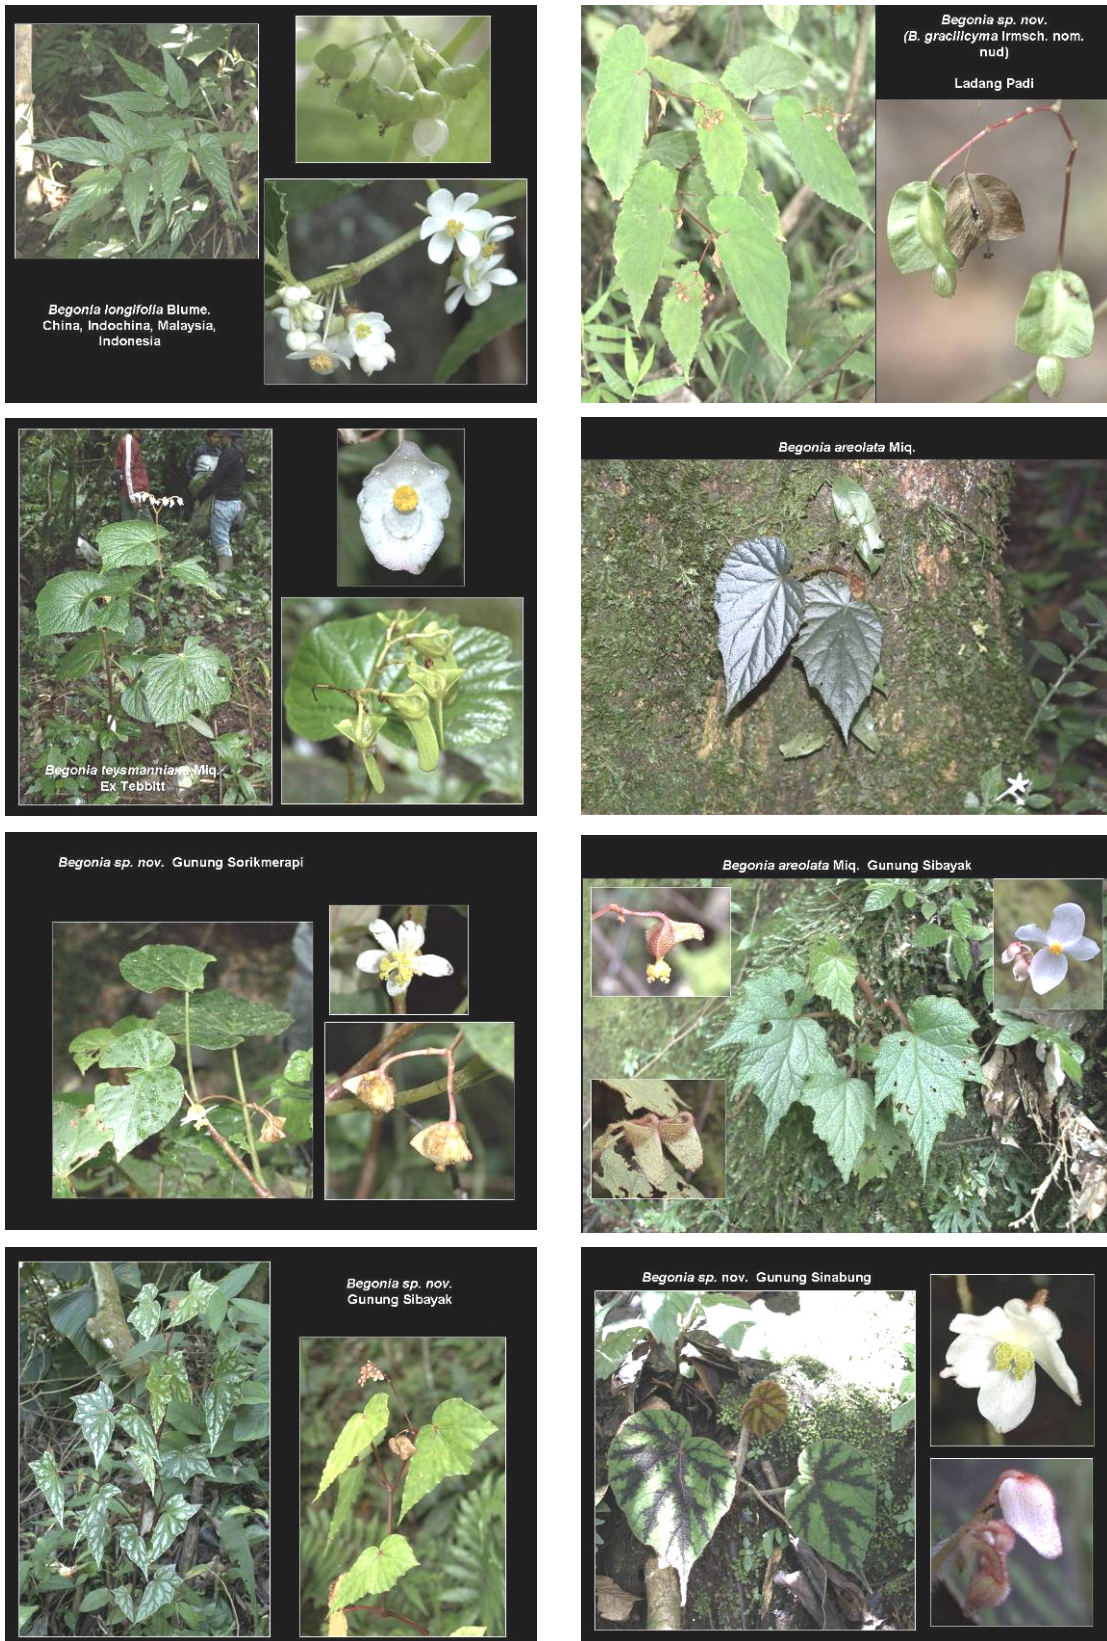 Begonia longifolia Blume.
China, Indochina, Malaysia,
Indonesia
Begonia sp. nov.
(B. gracilicyma Irmsch. nom.
nud)
Ladang Padi
Begonia teysmanniana Miq.
Ex Tebbitt
Begonia areolata Miq.
Begonia sp. nov. Gunung Sorikmerapi
Begonia areolata Miq. Gunung Sibayak
Begonia sp. nov.
Gunung Sibayak
Begonia sp. nov. Gunung Sinabung